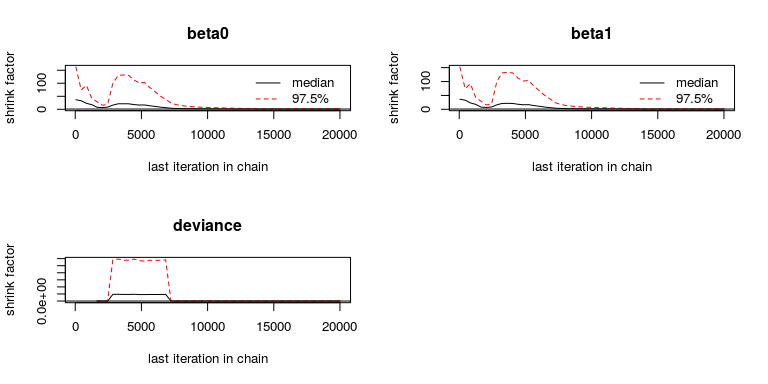 beta0
shrink factor
0 100
median
97.5%
0 5000 10000 15000 20000
last iteration in chain
beta1
shrink factor
0 100
median
97.5%
0 5000 10000 15000 20000
last iteration in chain
deviance
shrink factor
0.0e+00
0 5000 10000 15000 20000
last iteration in chain